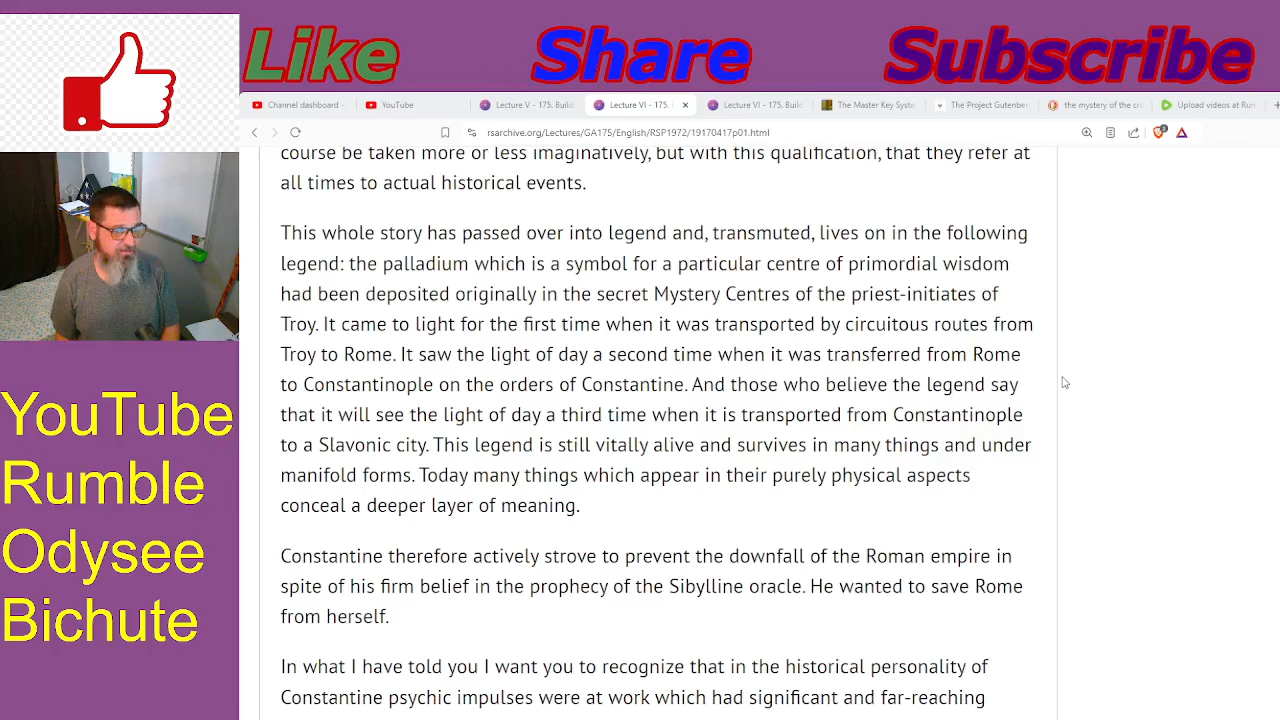 Like Share Subscribe
Channel dashboard -
YouTube
Lecture V - 175. Build
Lecture VI - 175.
Lecture VI - 175. Build
The Master Key Syste
The Project Gutenber
the mystery of the cro
Upload videos at Rum
rsarchive.org/Lectures/GA175/English/RSP1972/19170417p01.html
course be taken more or less imaginatively, but with this qualification, that they refer at
all times to actual historical events.
This whole story has passed over into legend and, transmuted, lives on in the following
legend: the palladium which is a symbol for a particular centre of primordial wisdom
had been deposited originally in the secret Mystery Centres of the priest-initiates of
Troy. It came to light for the first time when it was transported by circuitous routes from
Troy to Rome. It saw the light of day a second time when it was transferred from Rome
to Constantinople on the orders of Constantine. And those who believe the legend say
that it will see the light of day a third time when it is transported from Constantinople
to a Slavonic city. This legend is still vitally alive and survives in many things and under
manifold forms. Today many things which appear in their purely physical aspects
conceal a deeper layer of meaning.
Constantine therefore actively strove to prevent the downfall of the Roman empire in
spite of his firm belief in the prophecy of the Sibylline oracle. He wanted to save Rome
from herself.
In what I have told you I want you to recognize that in the historical personality of
Constantine psychic impulses were at work which had significant and far-reaching
YouTube
Rumble
Odysee
Bichute